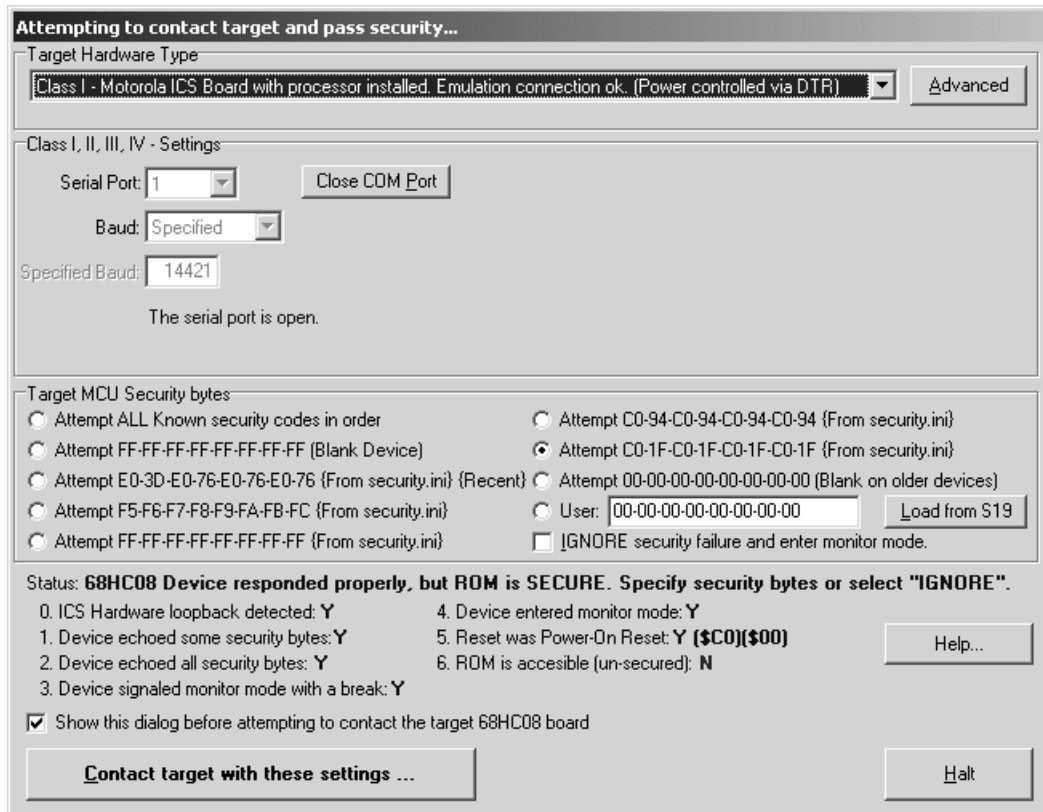 Attempting to contact target and pass security...
Target Hardware Type
Class I - Motorola ICS Board with processor installed. Emulation connection ok. (Power controlled via DTR)
Advanced
Class I, II, III, IV - Settings
Serial Port: 1
Close COM Port
Baud: Specified
Specified Baud: 14421
The serial port is open.
Target MCU Security bytes
Attempt ALL Known security codes in order
Attempt C0-94-C0-94-C0-94-C0-94 {From security.ini}
Attempt FF-FF-FF-FF-FF-FF-FF-FF (Blank Device)
Attempt C0-1F-C0-1F-C0-1F-C0-1F {From security.ini}
Attempt E0-3D-E0-76-E0-76-E0-76 {From security.ini} {Recent}
Attempt 00-00-00-00-00-00-00-00 (Blank on older devices)
Attempt F5-F6-F7-F8-F9-FA-FB-FC {From security.ini}
User: 00-00-00-00-00-00-00-00
Load from S19
Attempt FF-FF-FF-FF-FF-FF-FF-FF {From security.ini}
IGNORE security failure and enter monitor mode.
Status: 68HC08 Device responded properly, but ROM is SECURE. Specify security bytes or select "IGNORE".
0. ICS Hardware loopback detected: Y
1. Device echoed some security bytes: Y
2. Device echoed all security bytes: Y
3. Device signaled monitor mode with a break: Y
4. Device entered monitor mode: Y
5. Reset was Power-On Reset: Y ($C0)($00)
6. ROM is accesible (un-secured): N
Help...
Show this dialog before attempting to contact the target 68HC08 board
Contact target with these settings ...
Halt